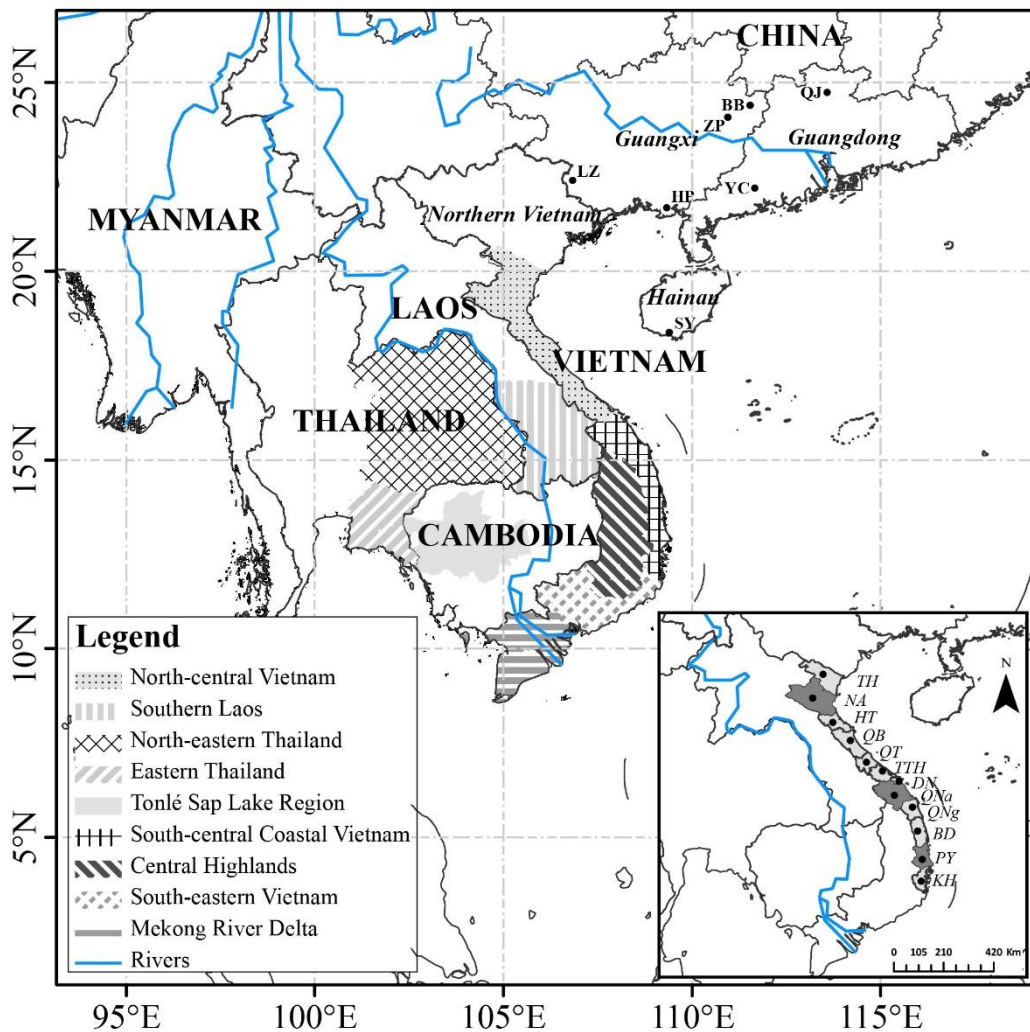 CHINA
25°N
QJ
BB
ZP
Guangxi
Guangdong
LZ
YC
HP
MYANMAR
Northern Vietnam
20°N
Hainan
LAOS
SY
VIETNAM
THAILAND
15°N
CAMBODIA
10°N
5°N
Legend
North-central Vietnam
Southern Laos
North-eastern Thailand
Eastern Thailand
Tonlé Sap Lake Region
South-central Coastal Vietnam
Central Highlands
South-eastern Vietnam
Mekong River Delta
Rivers
N
TH
NA
HT
QB
QT
TTH
DN
QNa
QNg
BD
PY
KH
0 105 210 420 Km
95°E 100°E 105°E 110°E 115°E